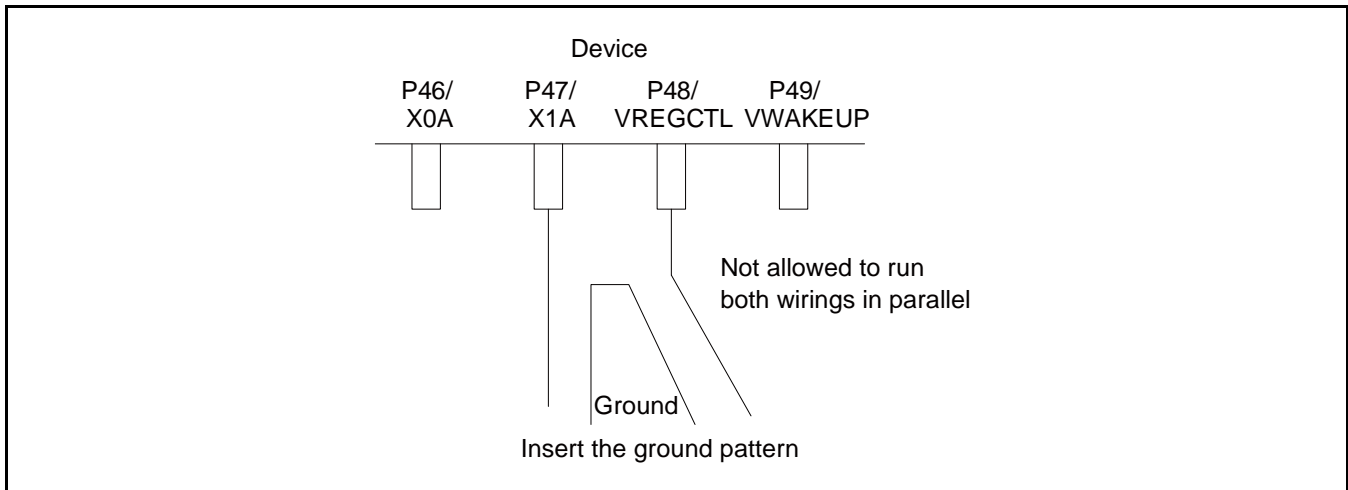 Device
P46/ P47/ P48/ P49/
X0A X1A VREGCTL VWAKEUP
Not allowed to run
both wirings in parallel
Ground
Insert the ground pattern